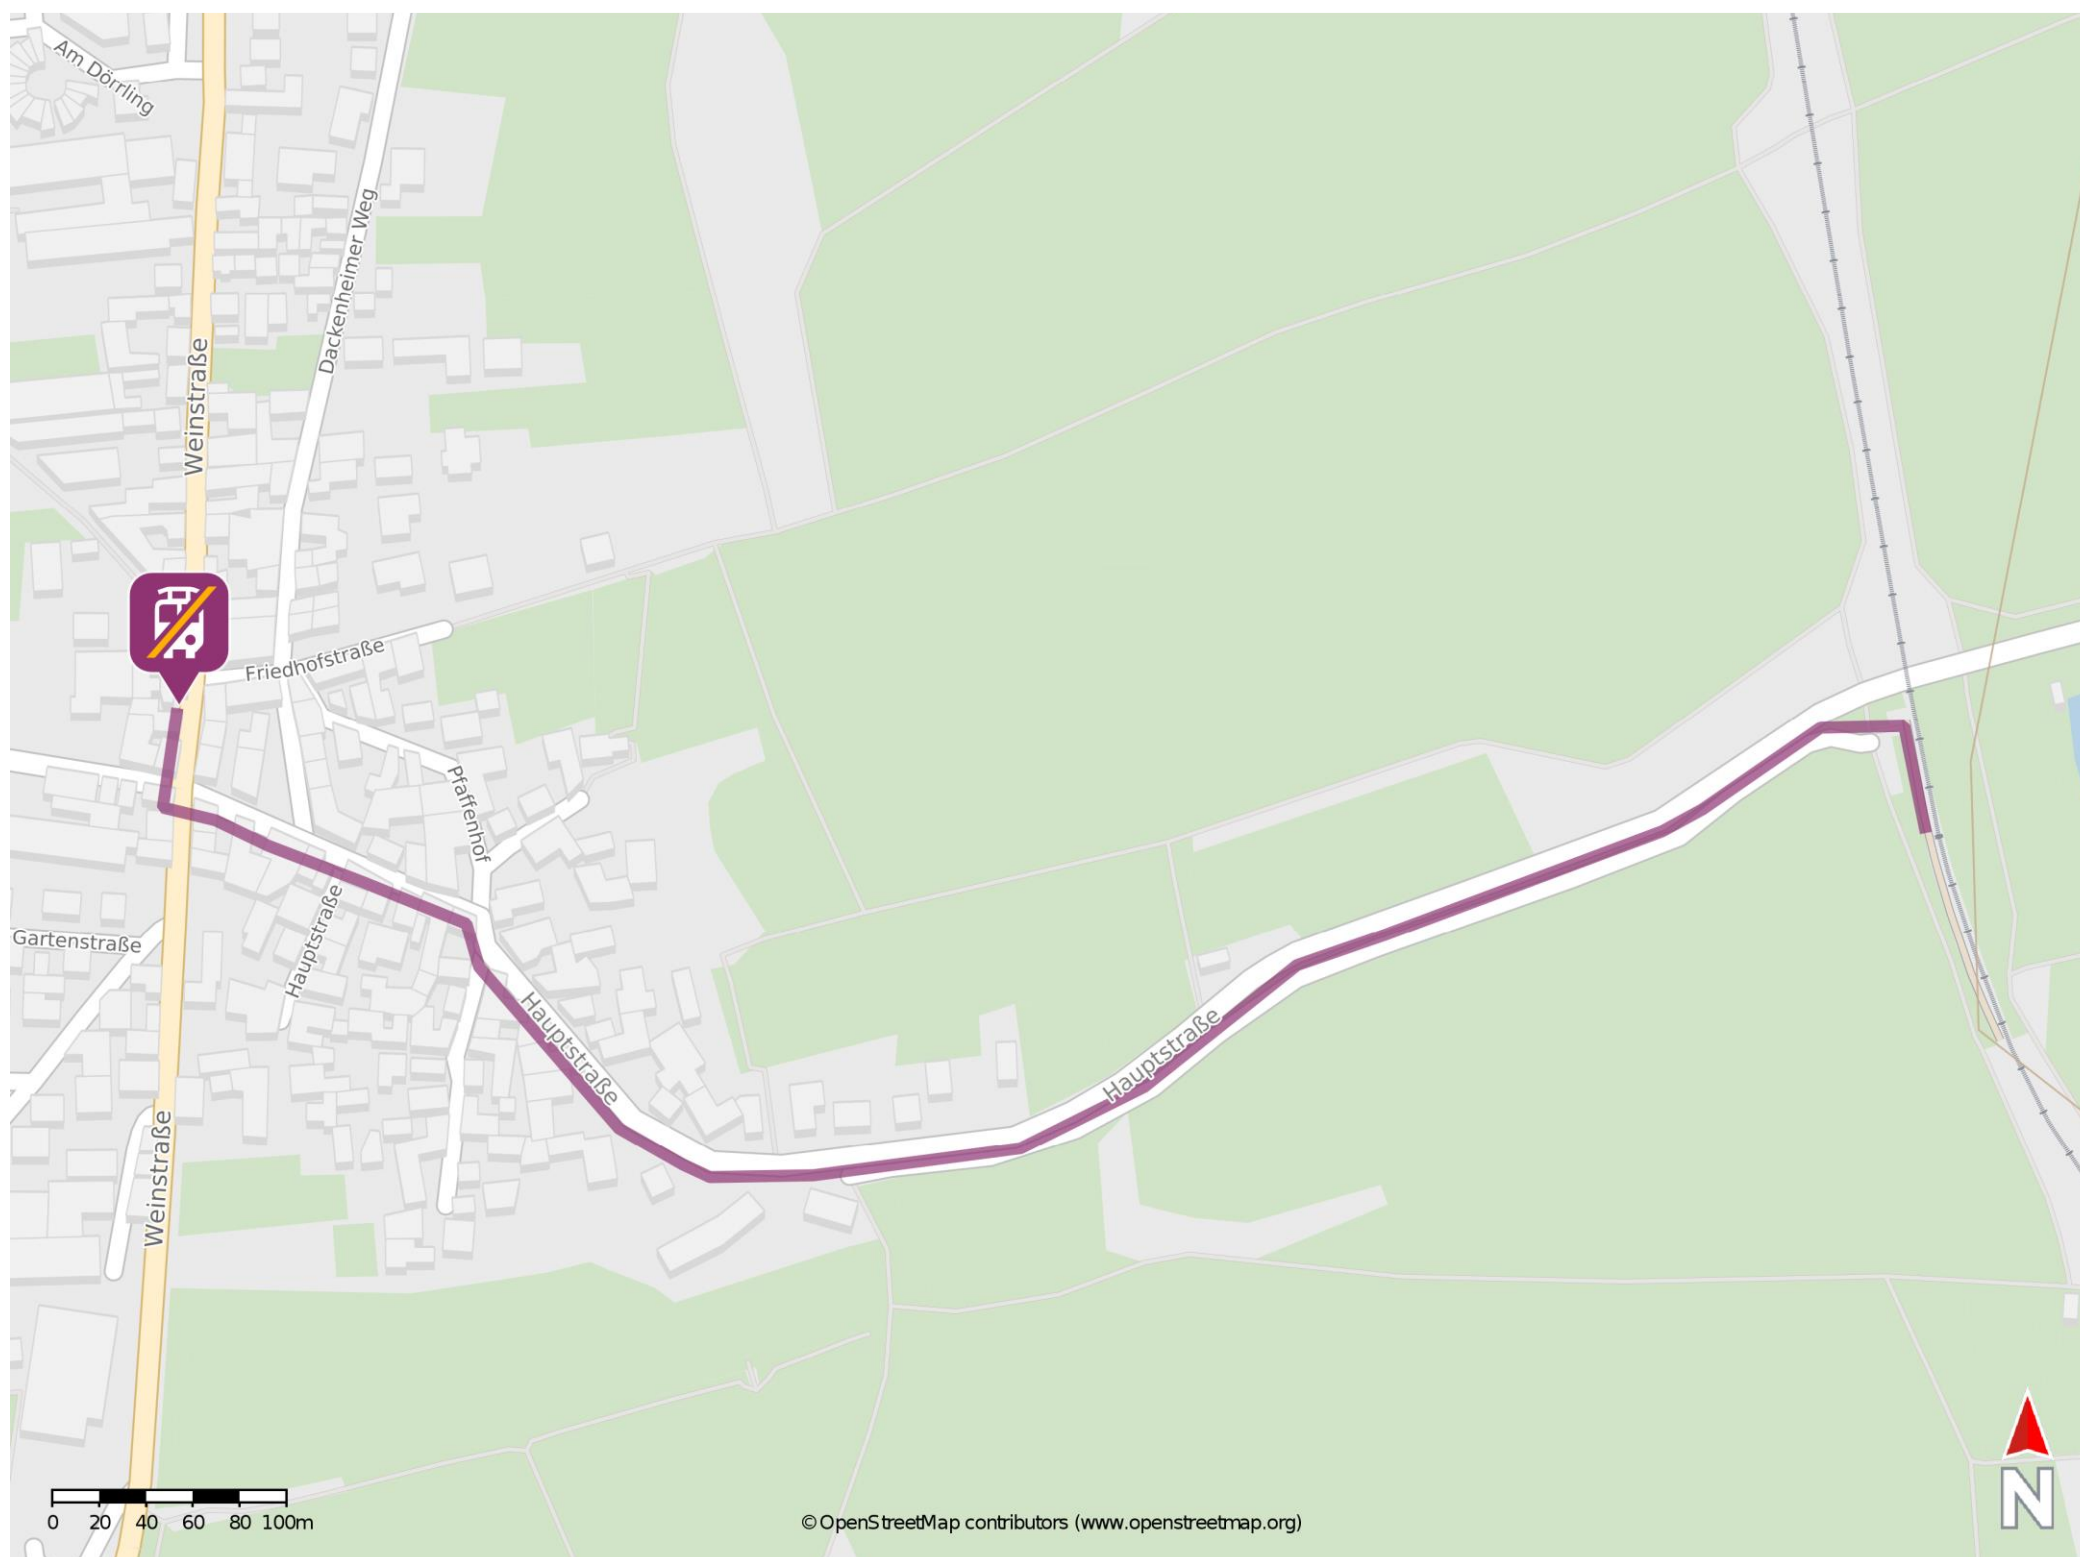 Am Dörrling
Dackenheimer Weg
Weinstraße
Friedhofstraße
Pfaffenhof
Hauptstraße
Gartenstraße
Hauptstraße
Hauptstraße
Weinstraße
0 20 40 60 80 100m
© OpenStreetMap contributors (www.openstreetmap.org)
N